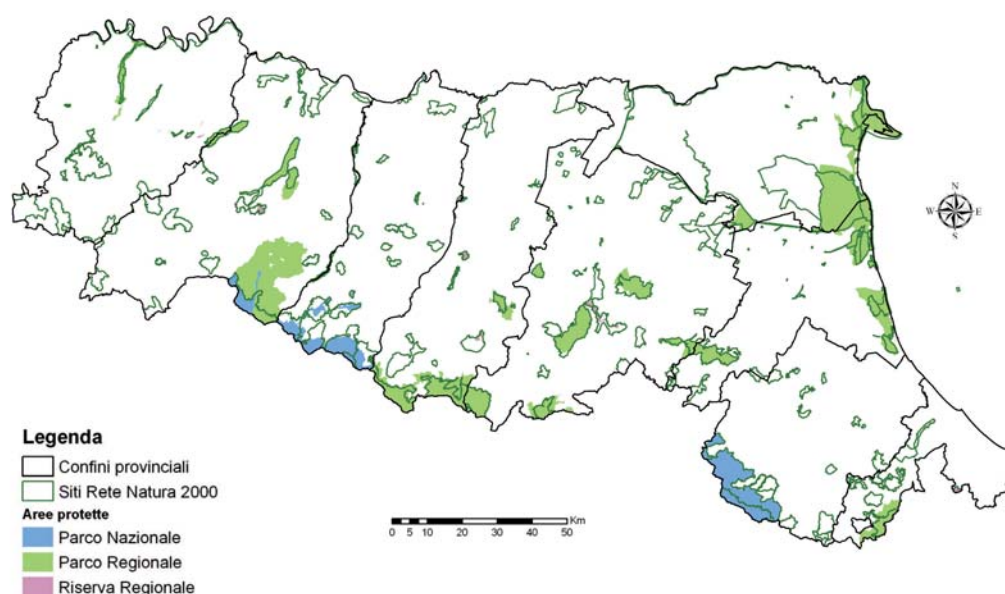 N
W E
S
Legenda
Confini provinciali
Siti Rete Natura 2000
Aree protette
Parco Nazionale
Parco Regionale
Riserva Regionale
Km
0 5 10 20 30 40 50